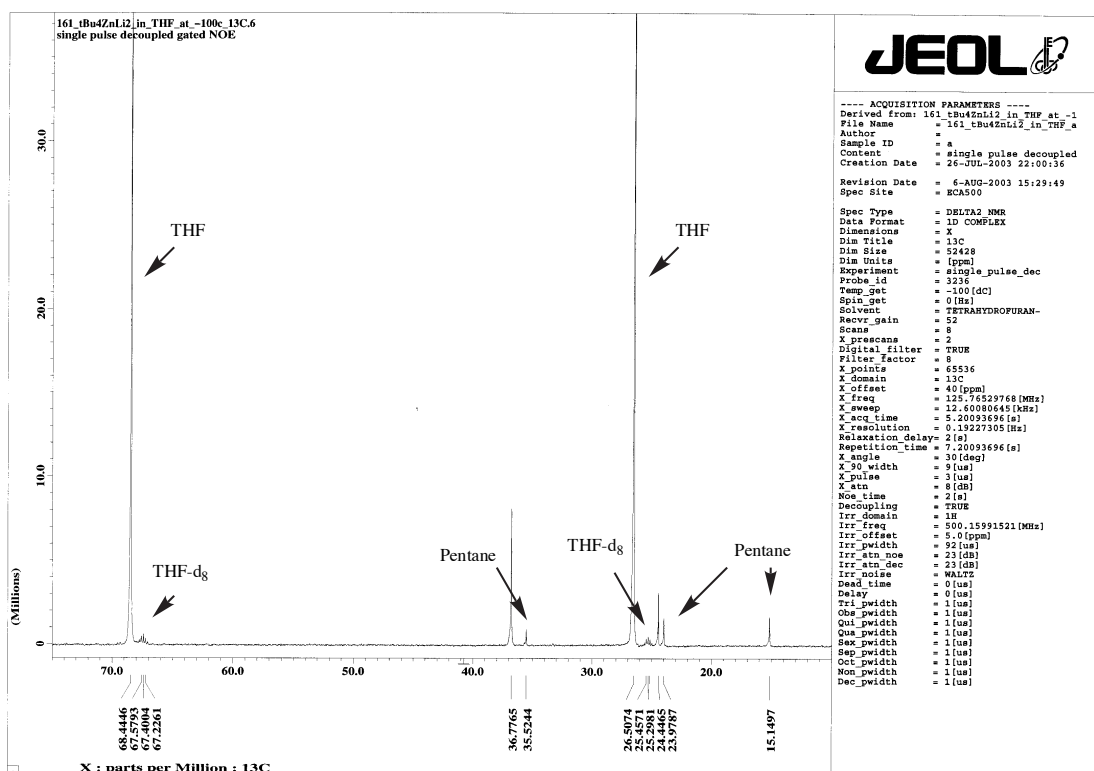 161_tBu4ZnLi2_in_THF_at_-100c_13C.6
single pulse decoupled gated NOE
THF
THF
THF-d8
Pentane
THF-d8
Pentane
(Millions)
30.0
20.0
10.0
0
70.0 60.0 50.0 40.0 30.0 20.0
68.4446
67.5793
67.4004
67.2261
36.7765
35.5244
26.5074
25.4571
25.2981
24.4465
23.9787
15.1497
X : parts per Million : 13C
JEOL
---- ACQUISITION PARAMETERS ----
Derived from: 161_tBu4ZnLi2_in_THF_at_-1
File Name = 161_tBu4ZnLi2_in_THF_a
Author =
Sample ID = a
Content = single pulse decoupled
Creation Date = 26-JUL-2003 22:00:36
Revision Date = 6-AUG-2003 15:29:49
Spec Site = ECA500
Spec Type = DELTA2_NMR
Data Format = 1D COMPLEX
Dimensions = X
Dim Title = 13C
Dim Size = 52428
Dim Units = [ppm]
Experiment = single_pulse_dec
Probe_id = 3236
Temp_get = -100[dC]
Spin_get = 0[Hz]
Solvent = TETRAHYDROFURAN-
Recvr_gain = 52
Scans = 8
X_prescans = 2
Digital_filter = TRUE
Filter_factor = 8
X_points = 65536
X_domain = 13C
X_offset = 40[ppm]
X_freq = 125.76529768[MHz]
X_sweep = 12.60080645[kHz]
X_acq_time = 5.20093696[s]
X_resolution = 0.19227305[Hz]
Relaxation_delay= 2[s]
Repetition_time = 7.20093696[s]
X_angle = 30[deg]
X_90_width = 9[us]
X_pulse = 3[us]
X_atn = 8[dB]
Noe_time = 2[s]
Decoupling = TRUE
Irr_domain = 1H
Irr_freq = 500.15991521[MHz]
Irr_offset = 5.0[ppm]
Irr_pwidth = 92[us]
Irr_atn_noe = 23[dB]
Irr_atn_dec = 23[dB]
Irr_noise = WALTZ
Dead_time = 0[us]
Delay = 0[us]
Tri_pwidth = 1[us]
Obs_pwidth = 1[us]
Qui_pwidth = 1[us]
Qua_pwidth = 1[us]
Sex_pwidth = 1[us]
Sep_pwidth = 1[us]
Oct_pwidth = 1[us]
Non_pwidth = 1[us]
Dec_pwidth = 1[us]